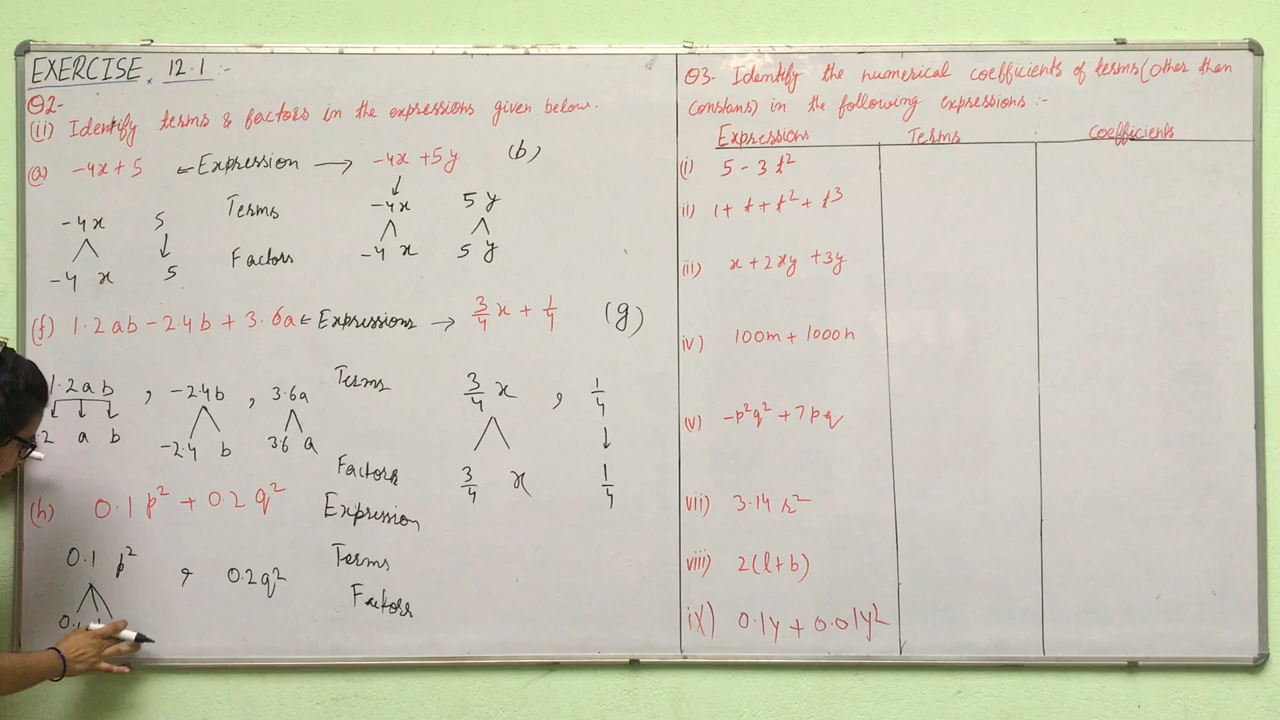 EXERCISE 12.1 :-
Q2-
(ii) Identify terms & factors in the expressions given below.
(a) -4x + 5 ← Expression → -4x + 5y (b)
-4x 5 Terms -4x 5y
-4 x 5 Factors -4 x 5 y
(f) 1.2ab - 2.4b + 3.6a ← Expressions → 3/4 x + 1/4 (g)
1.2ab , -2.4b , 3.6a Terms 3/4 x , 1/4
2 a b -2.4 b 3.6 a Factors 3/4 x 1/4
(h) 0.1p² + 0.2q² Expression
0.1 p² , 0.2q² Terms
Factors
Q3- Identify the numerical coefficients of terms (other than
constans) in the following expressions :-
Expressions Terms Coefficients
(i) 5 - 3t²
ii) 1 + t + t² + t³
(iii) x + 2xy + 3y
iv) 100m + 1000n
(v) -p²q² + 7pq
vii) 3.14 r²
viii) 2(l + b)
ix) 0.1y + 0.01y²